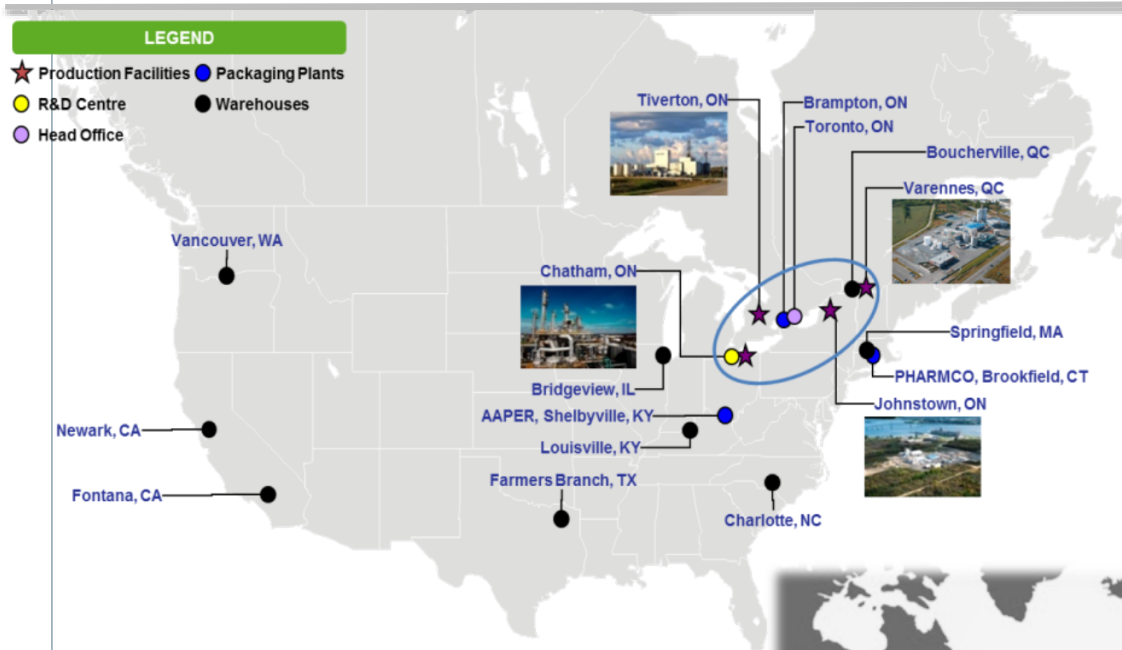 LEGEND
Production Facilities
Packaging Plants
R&D Centre
Warehouses
Head Office
Tiverton, ON
Brampton, ON
Toronto, ON
Boucherville, QC
Varennes, QC
Vancouver, WA
Chatham, ON
Springfield, MA
PHARMCO, Brookfield, CT
Bridgeview, IL
Johnstown, ON
AAPER, Shelbyville, KY
Newark, CA
Louisville, KY
Farmers Branch, TX
Fontana, CA
Charlotte, NC